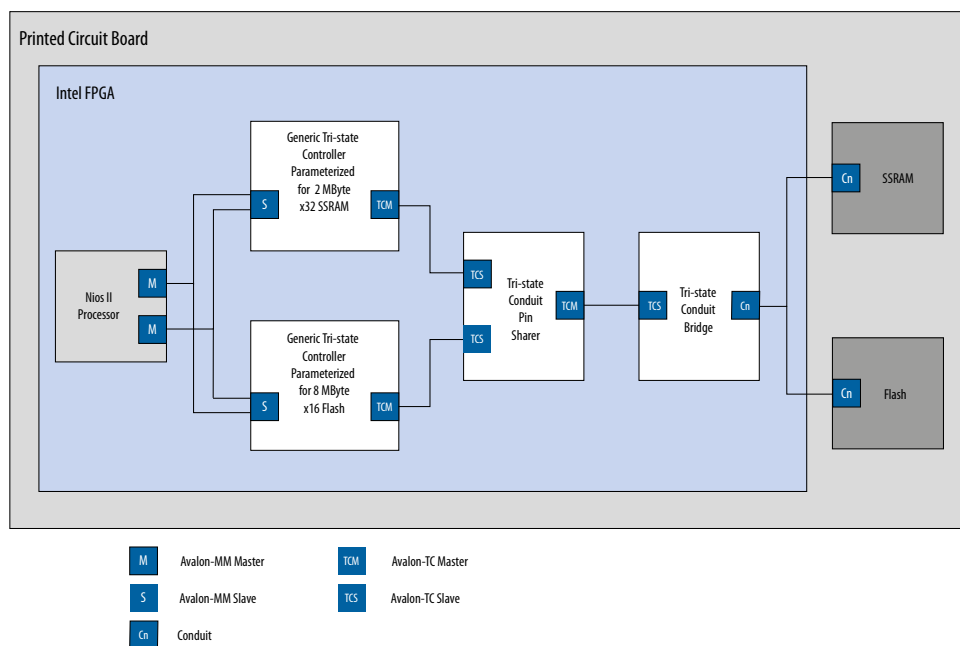 Printed Circuit Board
Intel FPGA
Generic Tri-state
Controller
Parameterized
for 2 MByte
x32 SSRAM
S
TCM
Cn
SSRAM
Nios II
Processor
M
M
TCS
TCS
Tri-state
Conduit
Pin
Sharer
TCM
TCS
Tri-state
Conduit
Bridge
Cn
Generic Tri-state
Controller
Parameterized
for 8 MByte
x16 Flash
S
TCM
Cn
Flash
M Avalon-MM Master
TCM Avalon-TC Master
S Avalon-MM Slave
TCS Avalon-TC Slave
Cn Conduit